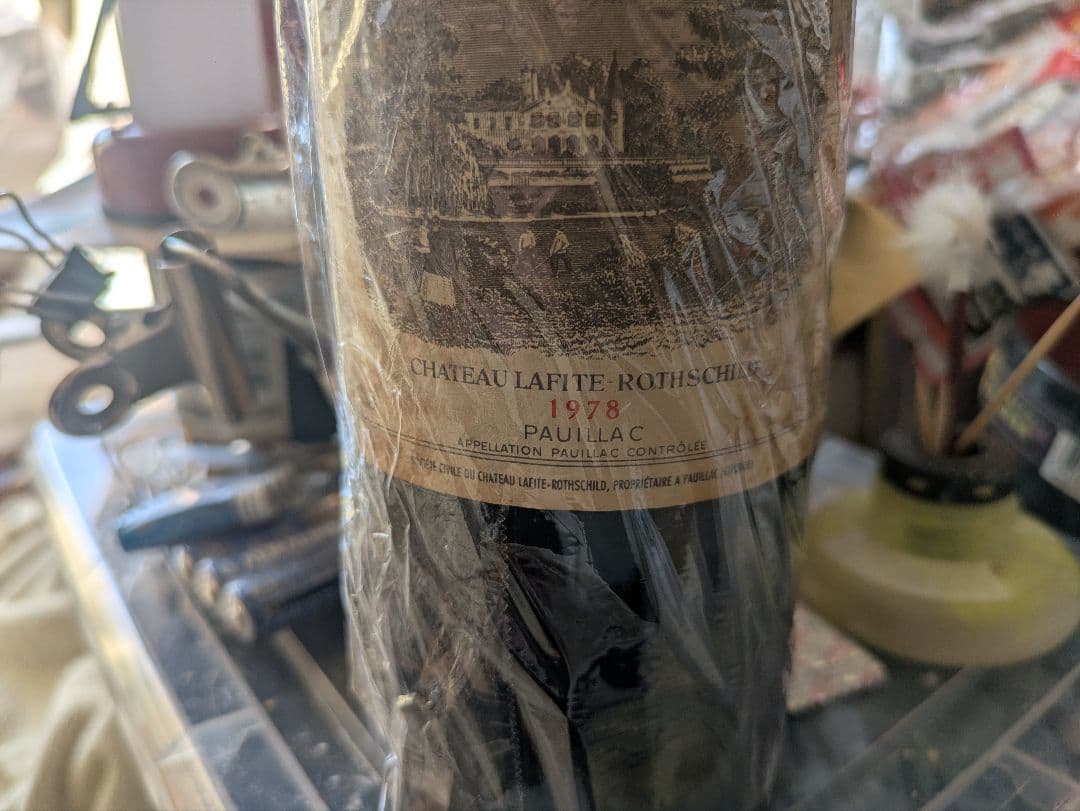 CHATEAU LAFITE-ROTHSCHILD
1978
PAUILLAC
APPELLATION PAUILLAC CONTRÔLÉE
CIVILE DU CHATEAU LAFITE-ROTHSCHILD, PROPRIÉTAIRE A PAUILLAC